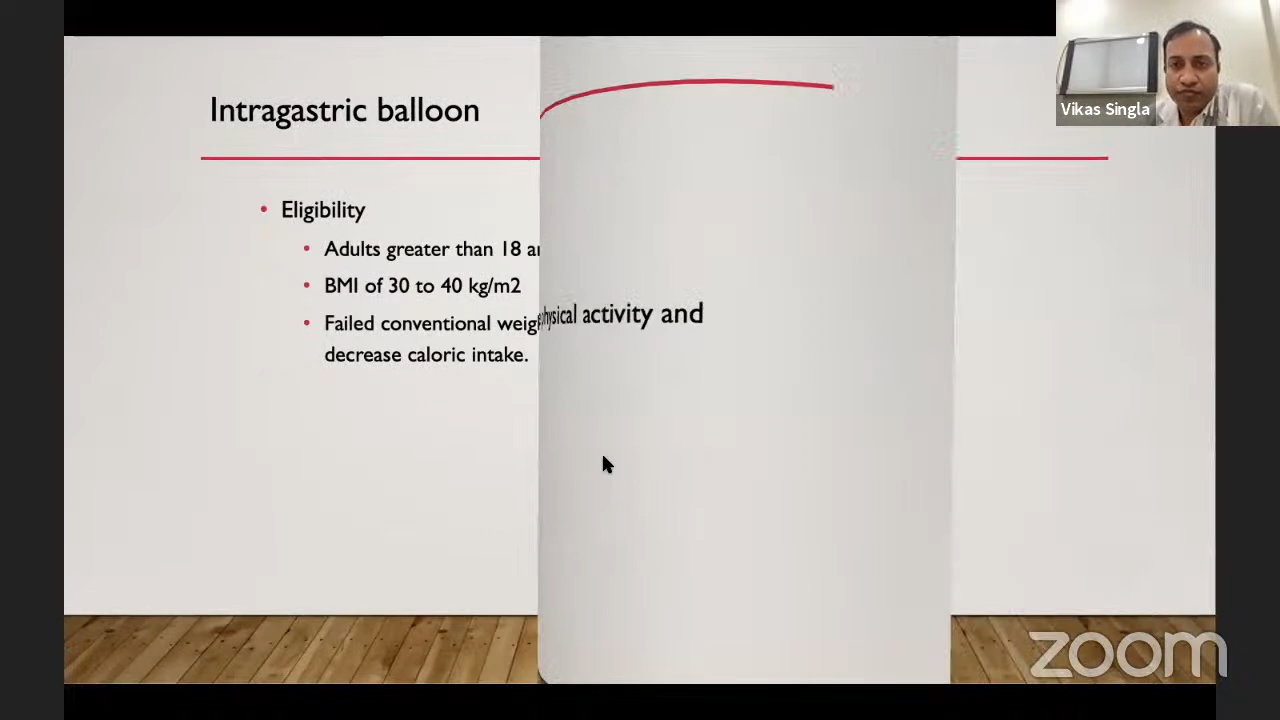 Vikas Singla
Intragastric balloon
• Eligibility
• Adults greater than 18
• BMI of 30 to 40 kg/m2
• Failed conventional physical activity and
decrease caloric intake.
zoom